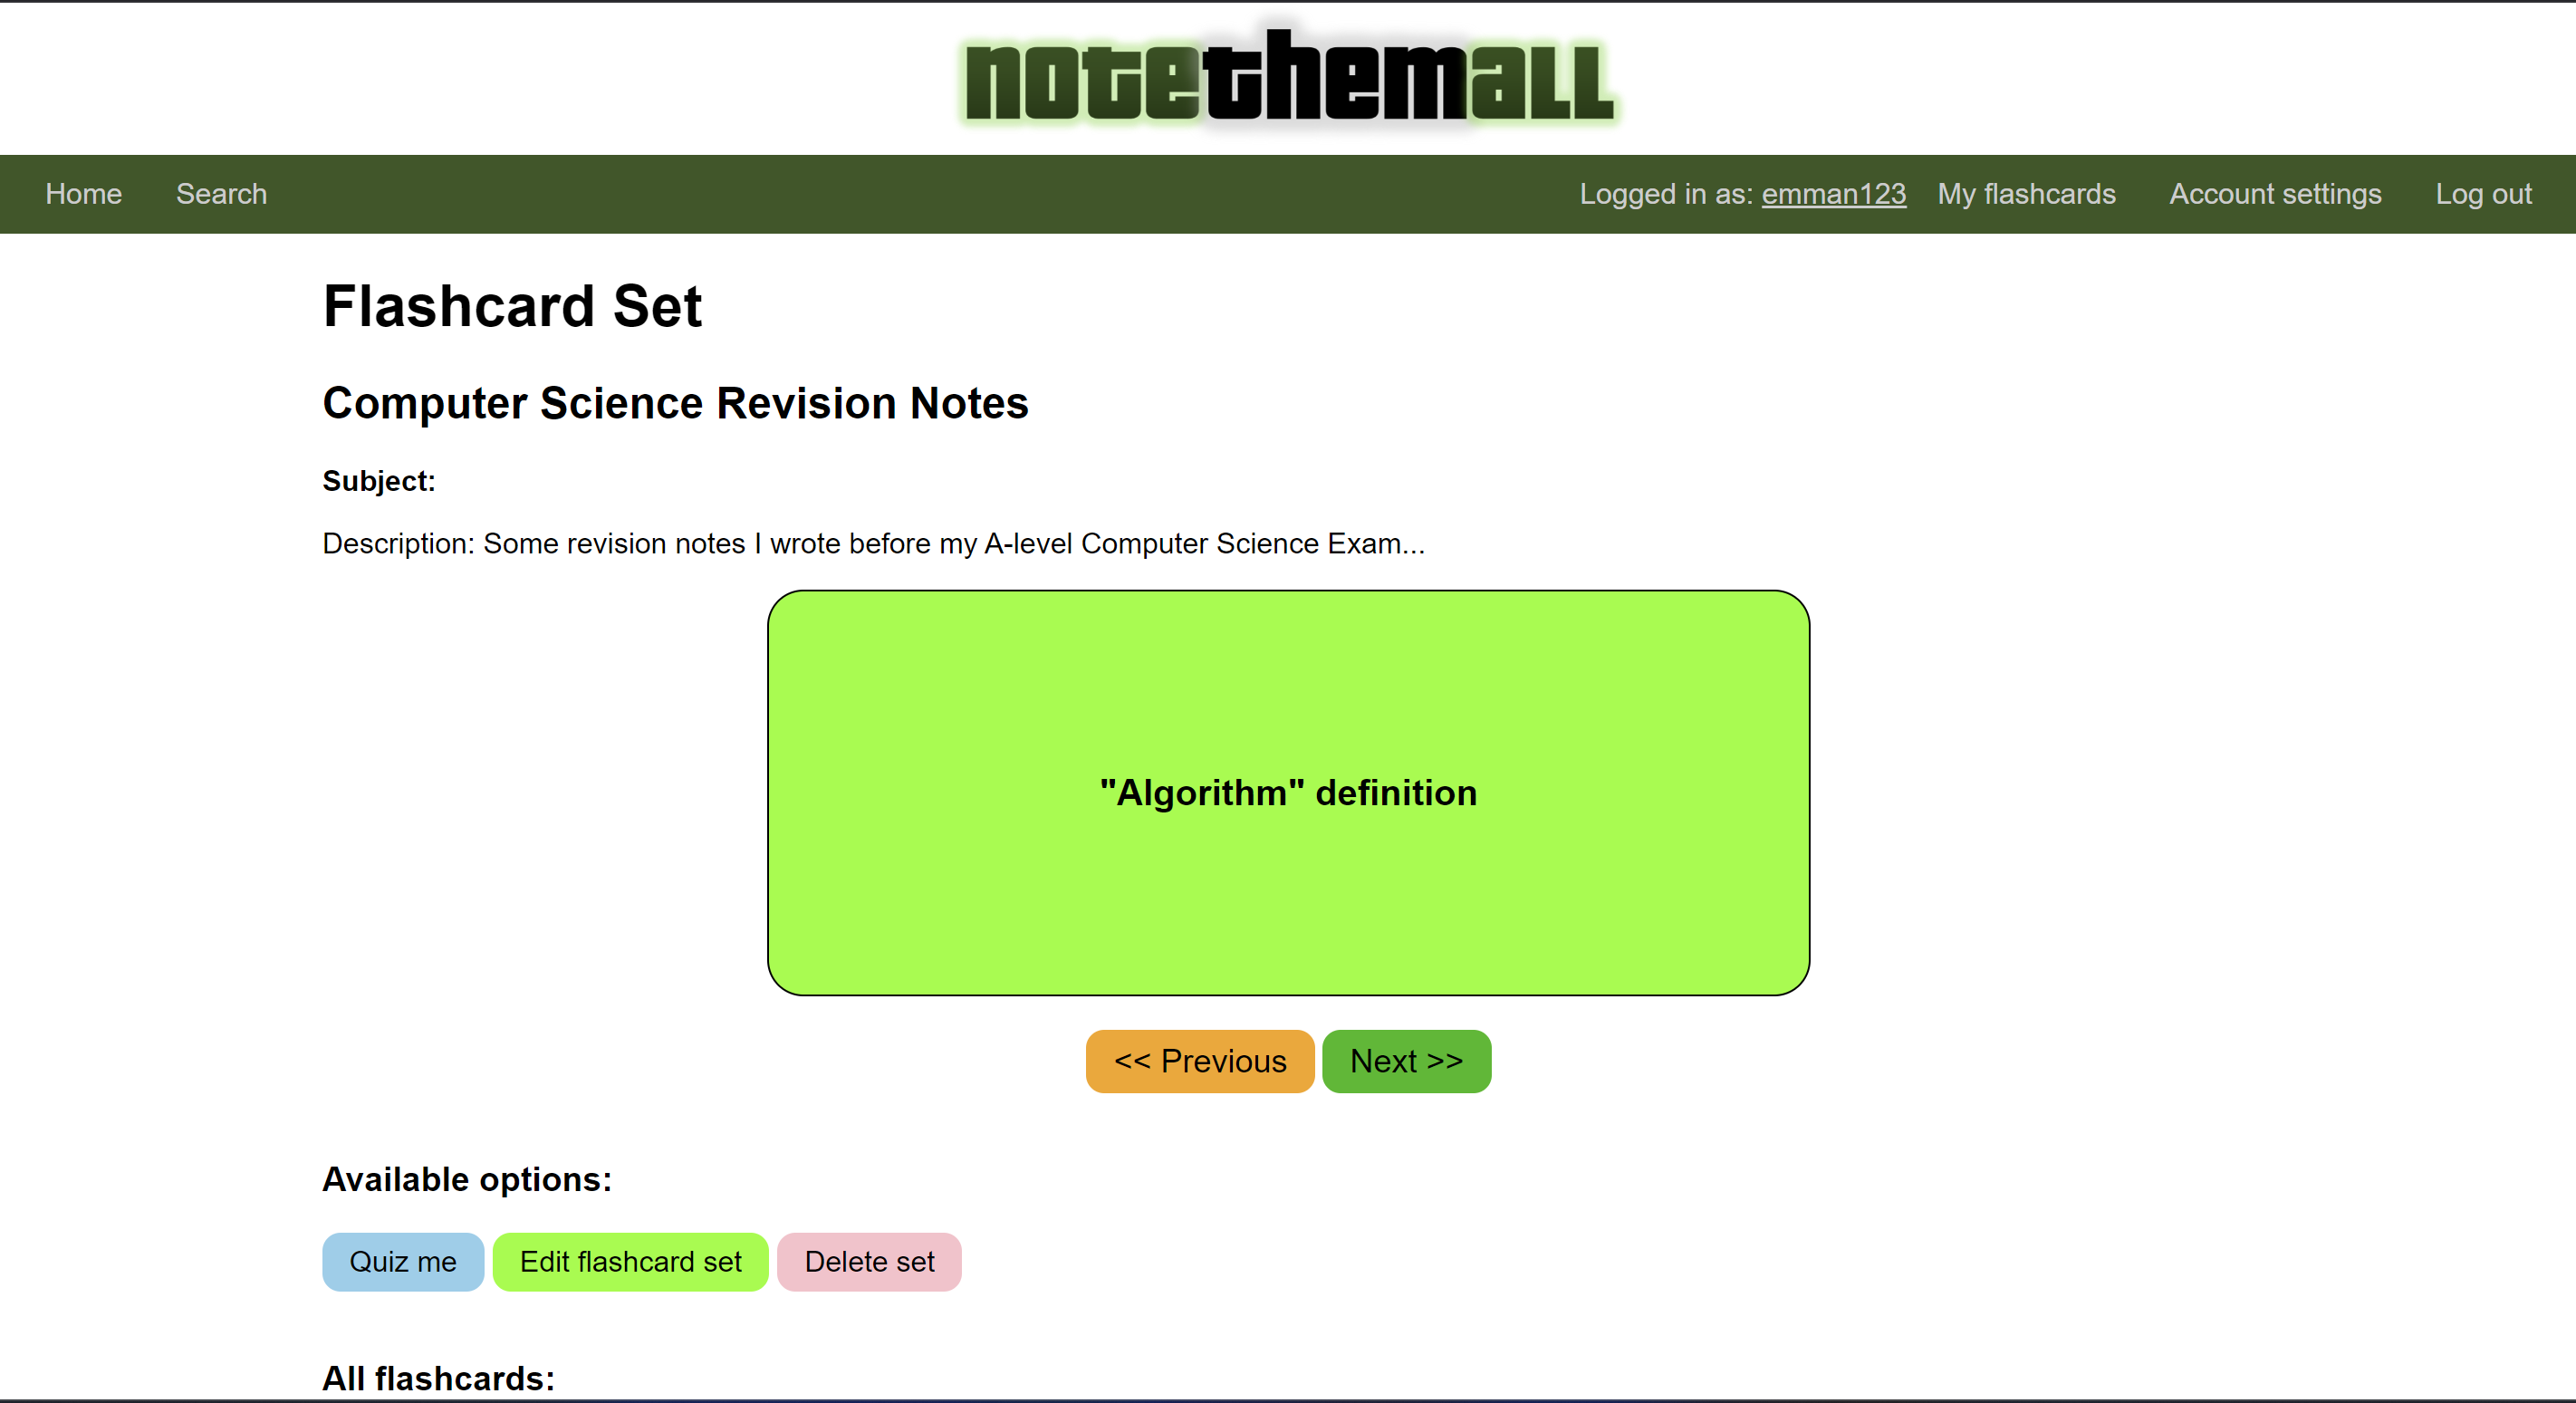 notethemall
Home Search Logged in as: emman123 My flashcards Account settings Log out
Flashcard Set
Computer Science Revision Notes
Subject:
Description: Some revision notes I wrote before my A-level Computer Science Exam...
"Algorithm" definition
<< Previous Next >>
Available options:
Quiz me Edit flashcard set Delete set
All flashcards: